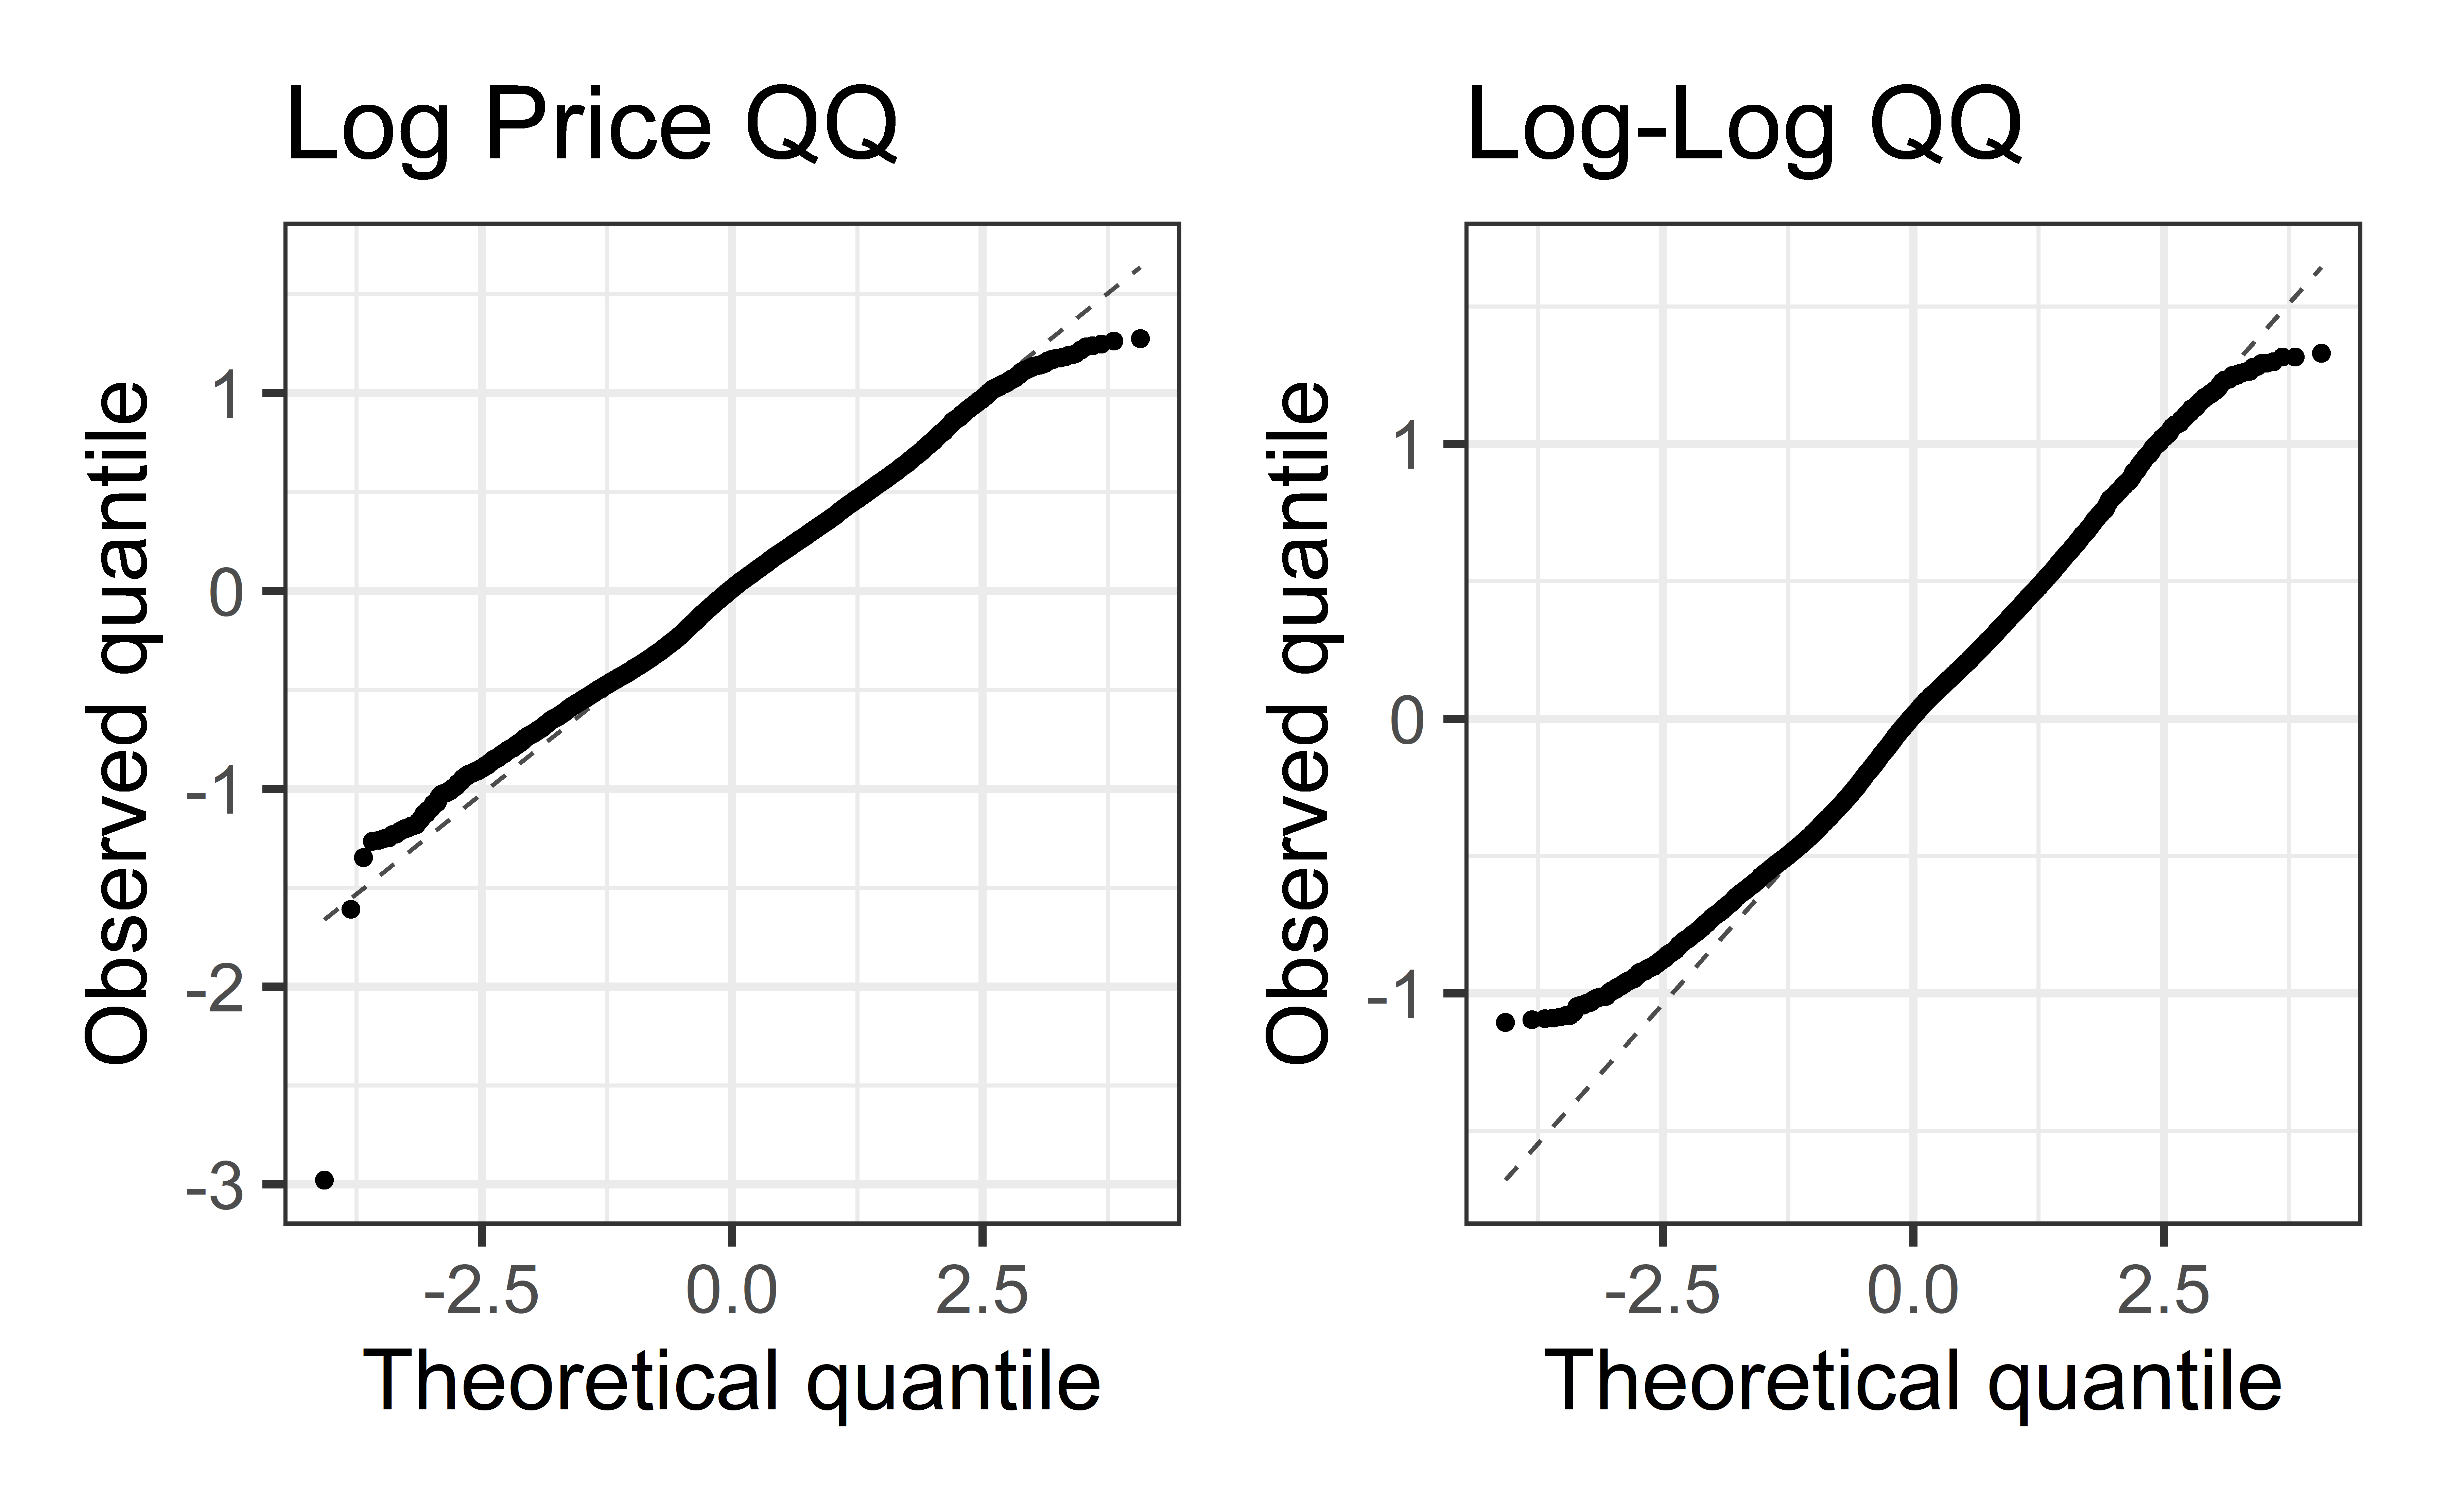 Log Price QQ
Observed quantile
1
0
-1
-2
-3
-2.5 0.0 2.5
Theoretical quantile
Log-Log QQ
Observed quantile
1
0
-1
-2.5 0.0 2.5
Theoretical quantile